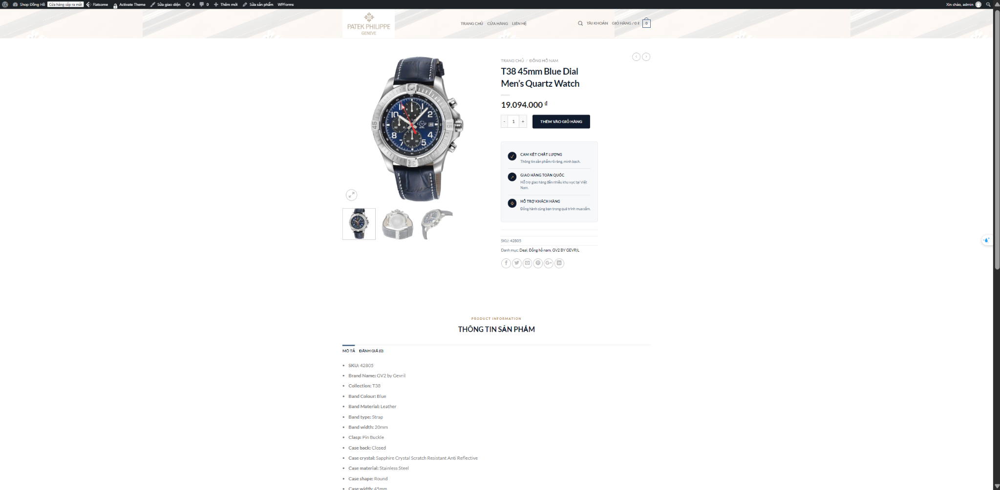 Shop Đồng Hồ Cửa hàng sắp ra mắt Flatsome Activate Theme Sửa giao diện 4 0 Thêm mới Sửa sản phẩm WPForms Xin chào, admin
PATEK PHILIPPE
GENEVE
TRANG CHỦ CỬA HÀNG LIÊN HỆ
TÀI KHOẢN GIỎ HÀNG / 0 ₫ 0
TRANG CHỦ / ĐỒNG HỒ NAM
T38 45mm Blue Dial
Men’s Quartz Watch
19.094.000 ₫
- 1 + THÊM VÀO GIỎ HÀNG
CAM KẾT CHẤT LƯỢNG
Thông tin sản phẩm rõ ràng, minh bạch.
GIAO HÀNG TOÀN QUỐC
Hỗ trợ giao hàng đến nhiều khu vực tại Việt
Nam.
HỖ TRỢ KHÁCH HÀNG
Đồng hành cùng bạn trong quá trình mua sắm.
SKU: 42805
Danh mục: Deal, Đồng hồ nam, GV2 BY GEVRIL
PRODUCT INFORMATION
THÔNG TIN SẢN PHẨM
MÔ TẢ ĐÁNH GIÁ (0)
SKU: 42805
Brand Name: GV2 by Gevril
Collection: T38
Band Colour: Blue
Band Material: Leather
Band type: Strap
Band width: 20mm
Clasp: Pin Buckle
Case back: Closed
Case crystal: Sapphire Crystal Scratch Resistant Anti Reflective
Case material: Stainless Steel
Case shape: Round
Case width: 45mm